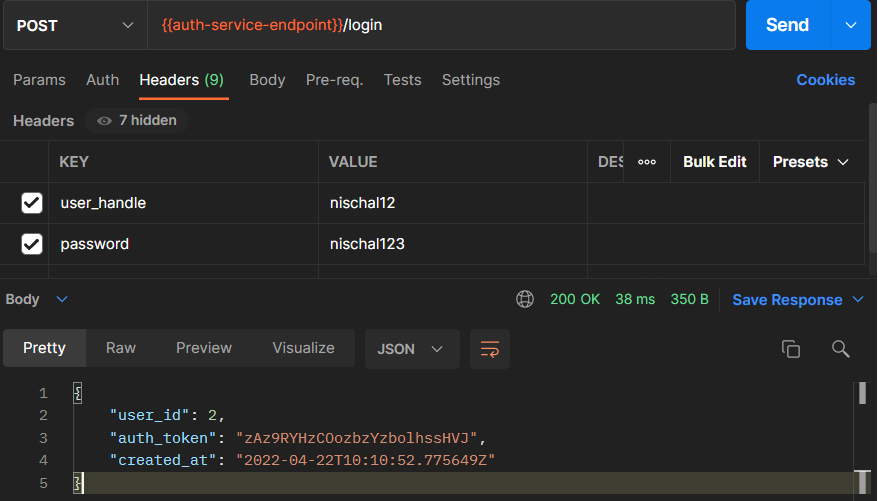 POST {{auth-service-endpoint}}/login Send
Params Auth Headers (9) Body Pre-req. Tests Settings Cookies
Headers 7 hidden
KEY VALUE DES ooo Bulk Edit Presets
user_handle nischal12
password nischal123
Body 200 OK 38 ms 350 B Save Response
Pretty Raw Preview Visualize JSON
1 {
2 "user_id": 2,
3 "auth_token": "zAz9RYHzCOozbzYzbolhssHVJ",
4 "created_at": "2022-04-22T10:10:52.775649Z"
5 }